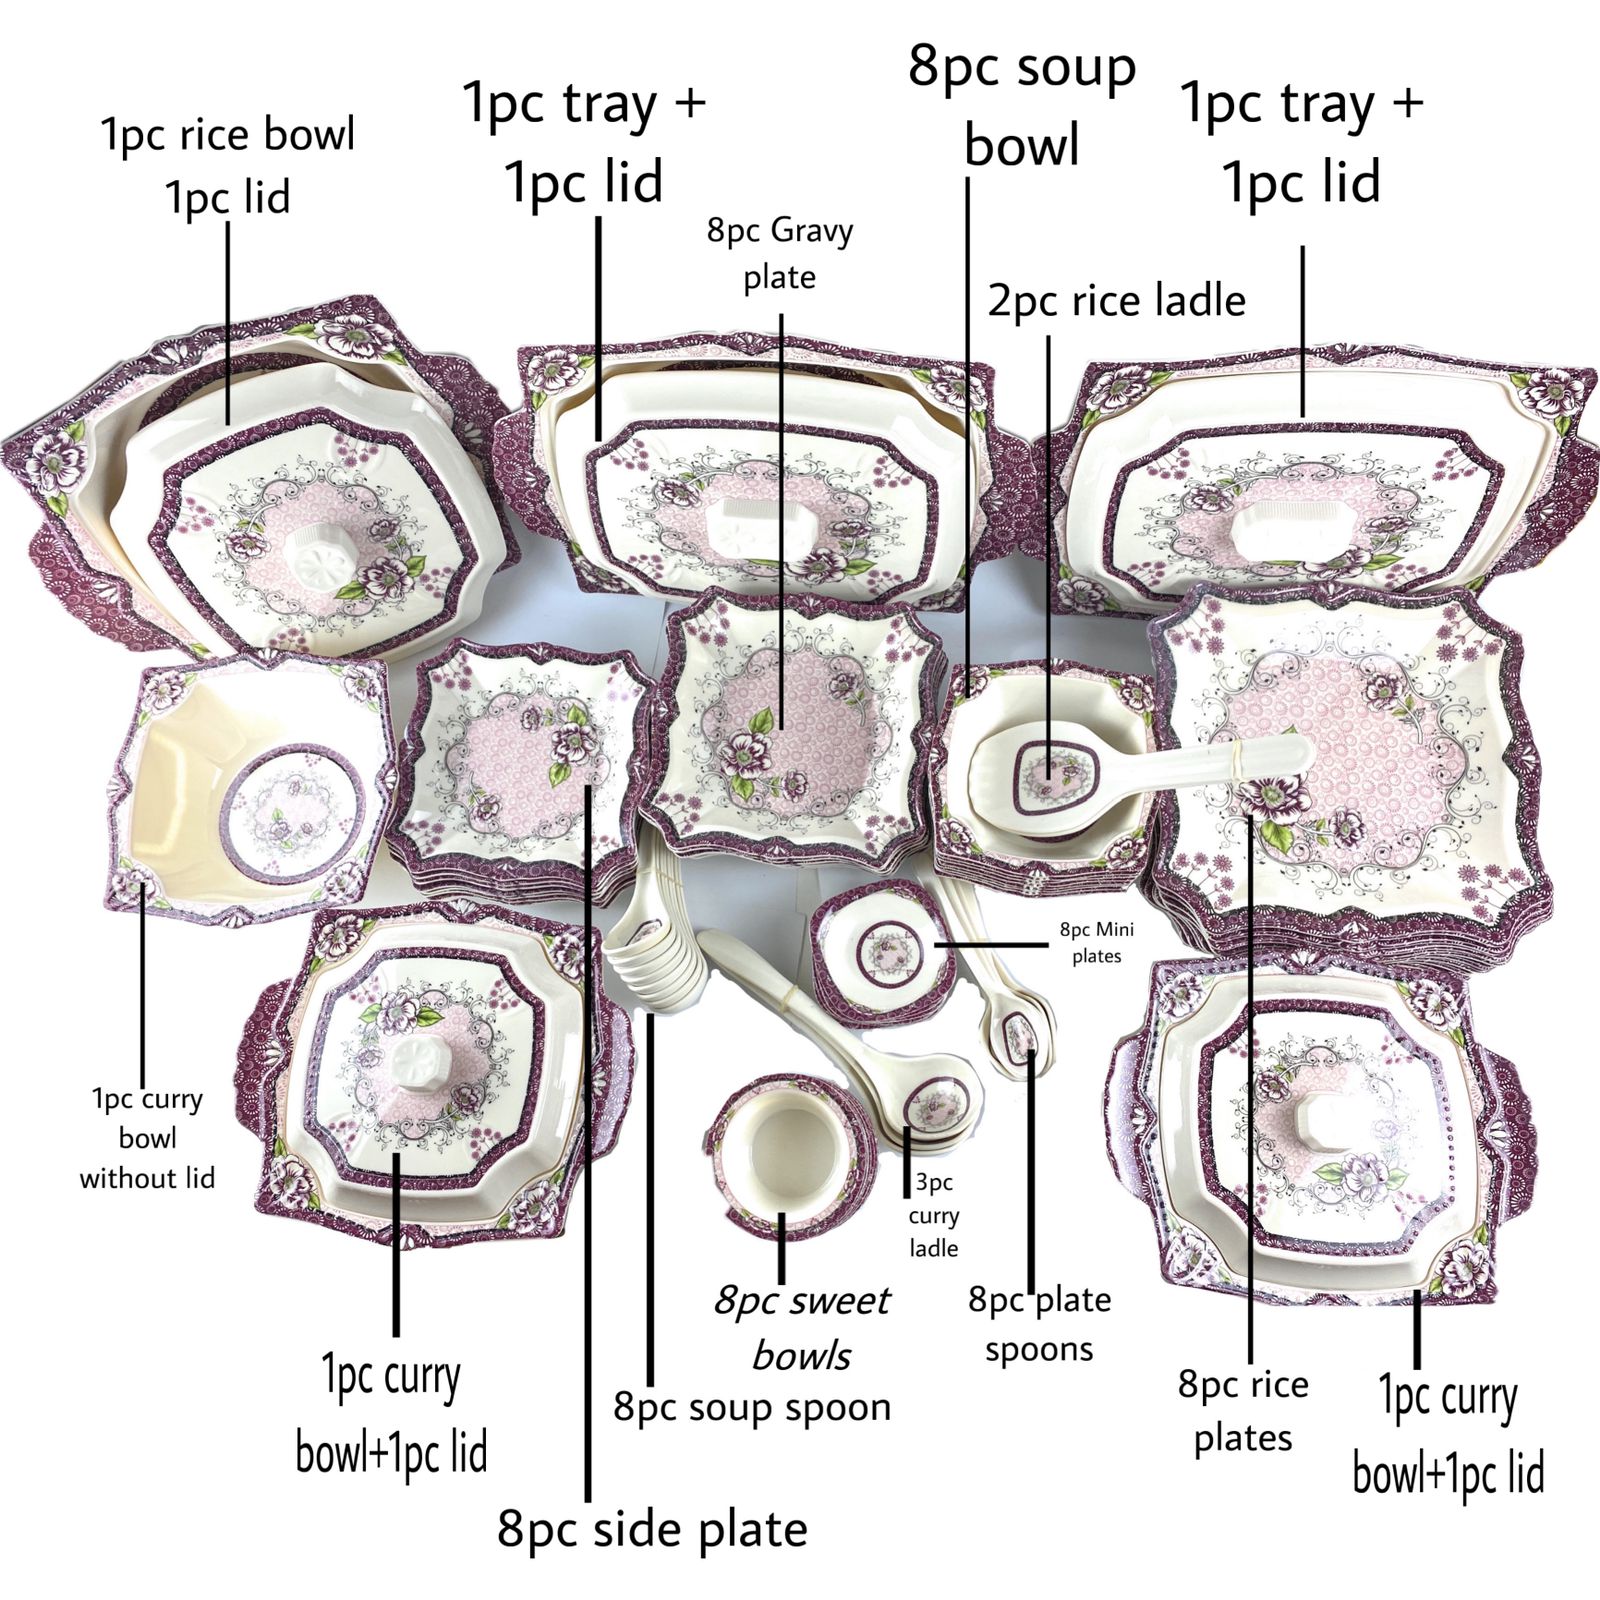 8pc soup
bowl
1pc tray +
1pc lid
1pc tray +
1pc lid
1pc rice bowl
1pc lid
8pc Gravy
plate
2pc rice ladle
8pc Mini
plates
1pc curry
bowl
without lid
3pc
curry
ladle
8pc sweet
bowls
8pc plate
spoons
1pc curry
bowl+1pc lid
8pc soup spoon
8pc rice
plates
1pc curry
bowl+1pc lid
8pc side plate